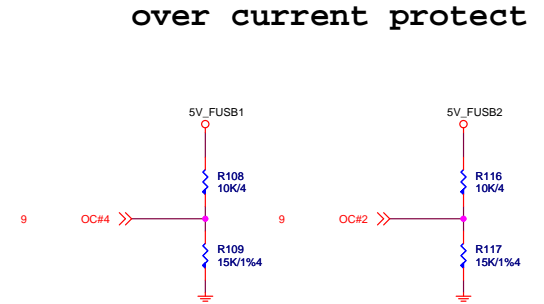 over current protect
5V_FUSB1
5V_FUSB2
R108
10K/4
R116
10K/4
9
OC#4
9
OC#2
R109
15K/1%4
R117
15K/1%4